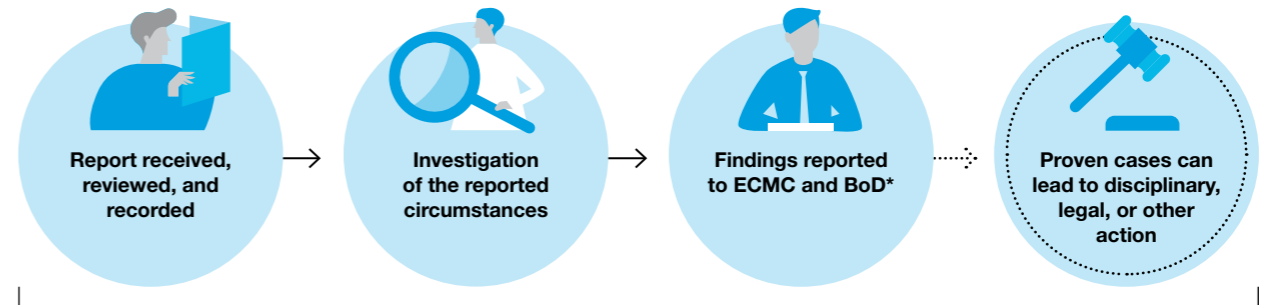 Report received,
reviewed, and
recorded
Investigation
of the reported
circumstances
Findings reported
to ECMC and BoD*
Proven cases can
lead to disciplinary,
legal, or other
action